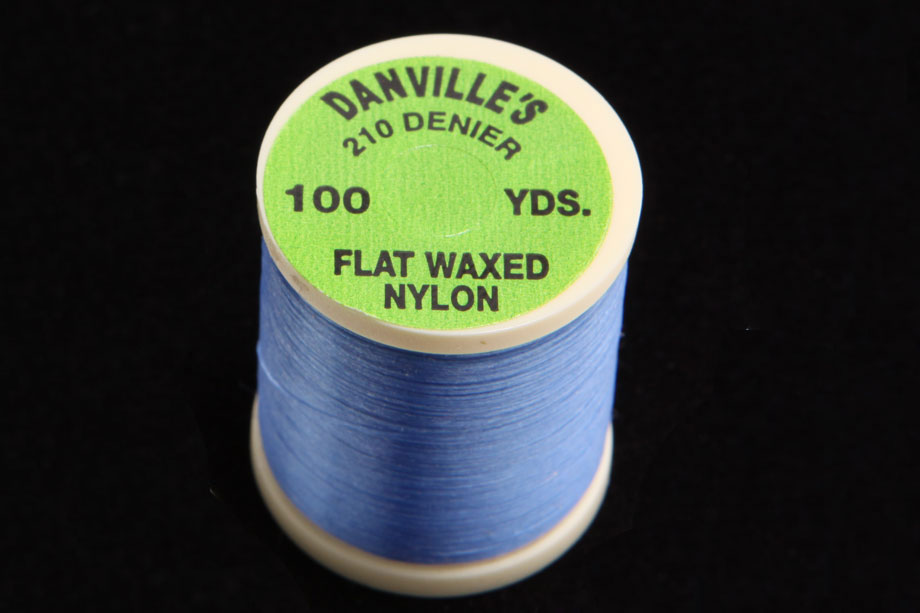 DANVILLE'S
210 DENIER
100 YDS.
FLAT WAXED
NYLON